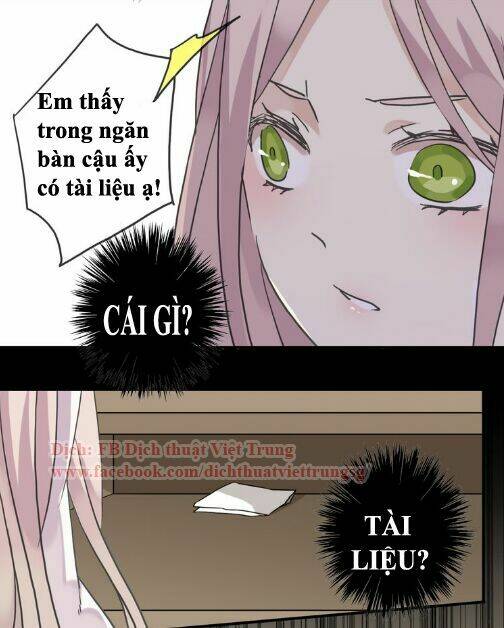 Em thấy
trong ngăn
bàn cậu ấy
có tài liệu ạ!
CÁI GÌ?
Dịch: FB Dịch thuật Việt Trung
www.facebook.com/dichthuatviettrung.g
TÀI
LIỆU?